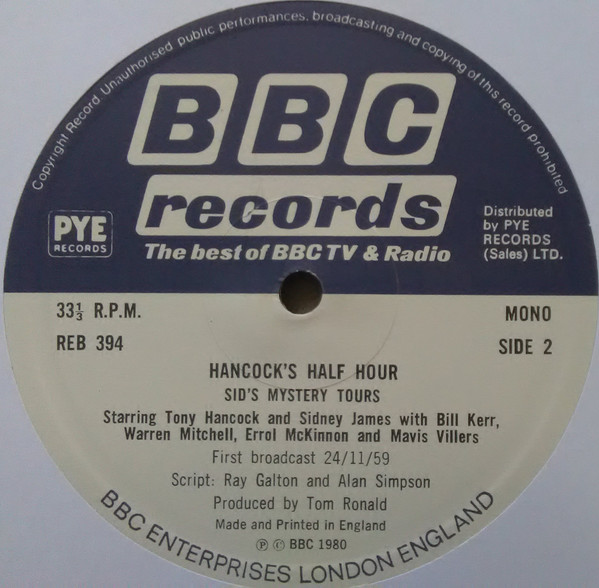 Copyright Record. Unauthorised public performances, broadcasting and copying of this record prohibited
BBC
records
The best of BBC TV & Radio
PYE
RECORDS
Distributed
by PYE
RECORDS
(Sales) LTD.
33⅓ R.P.M.
MONO
REB 394
SIDE 2
HANCOCK'S HALF HOUR
SID'S MYSTERY TOURS
Starring Tony Hancock and Sidney James with Bill Kerr,
Warren Mitchell, Errol McKinnon and Mavis Villers
First broadcast 24/11/59
Script: Ray Galton and Alan Simpson
Produced by Tom Ronald
Made and Printed in England
Ⓟ © BBC 1980
BBC ENTERPRISES LONDON ENGLAND